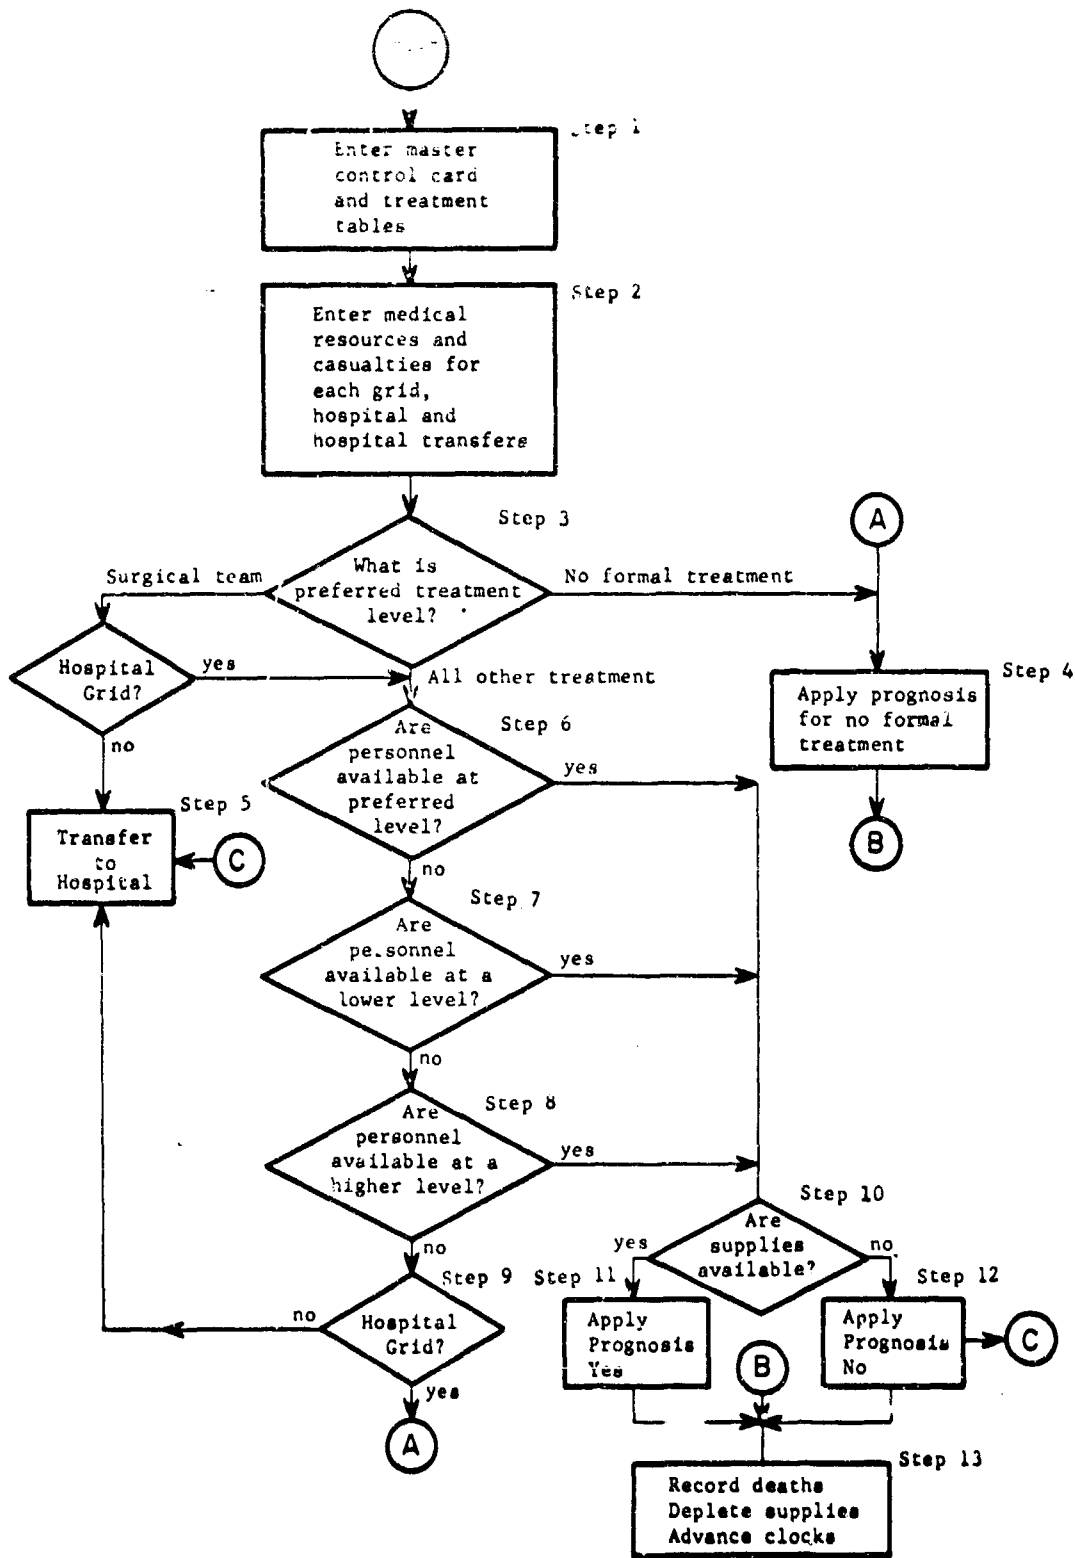 Step 1
Enter master
control card
and treatment
tables
Step 2
Enter medical
resources and
casualties for
each grid,
hospital and
hospital transfers
Step 3
What is
preferred treatment
level?
Surgical team
No formal treatment
A
Hospital
Grid?
yes
no
All other treatment
Step 4
Apply prognosis
for no formal
treatment
B
Step 5
Transfer
to
Hospital
C
Step 6
Are
personnel
available at
preferred
level?
yes
no
Step 7
Are
personnel
available at a
lower level?
yes
no
Step 8
Are
personnel
available at a
higher level?
yes
no
Step 9
Hospital
Grid?
no
yes
A
Step 10
Are
supplies
available?
yes
no
Step 11
Apply
Prognosis
Yes
Step 12
Apply
Prognosis
No
C
B
Step 13
Record deaths
Deplete supplies
Advance clocks